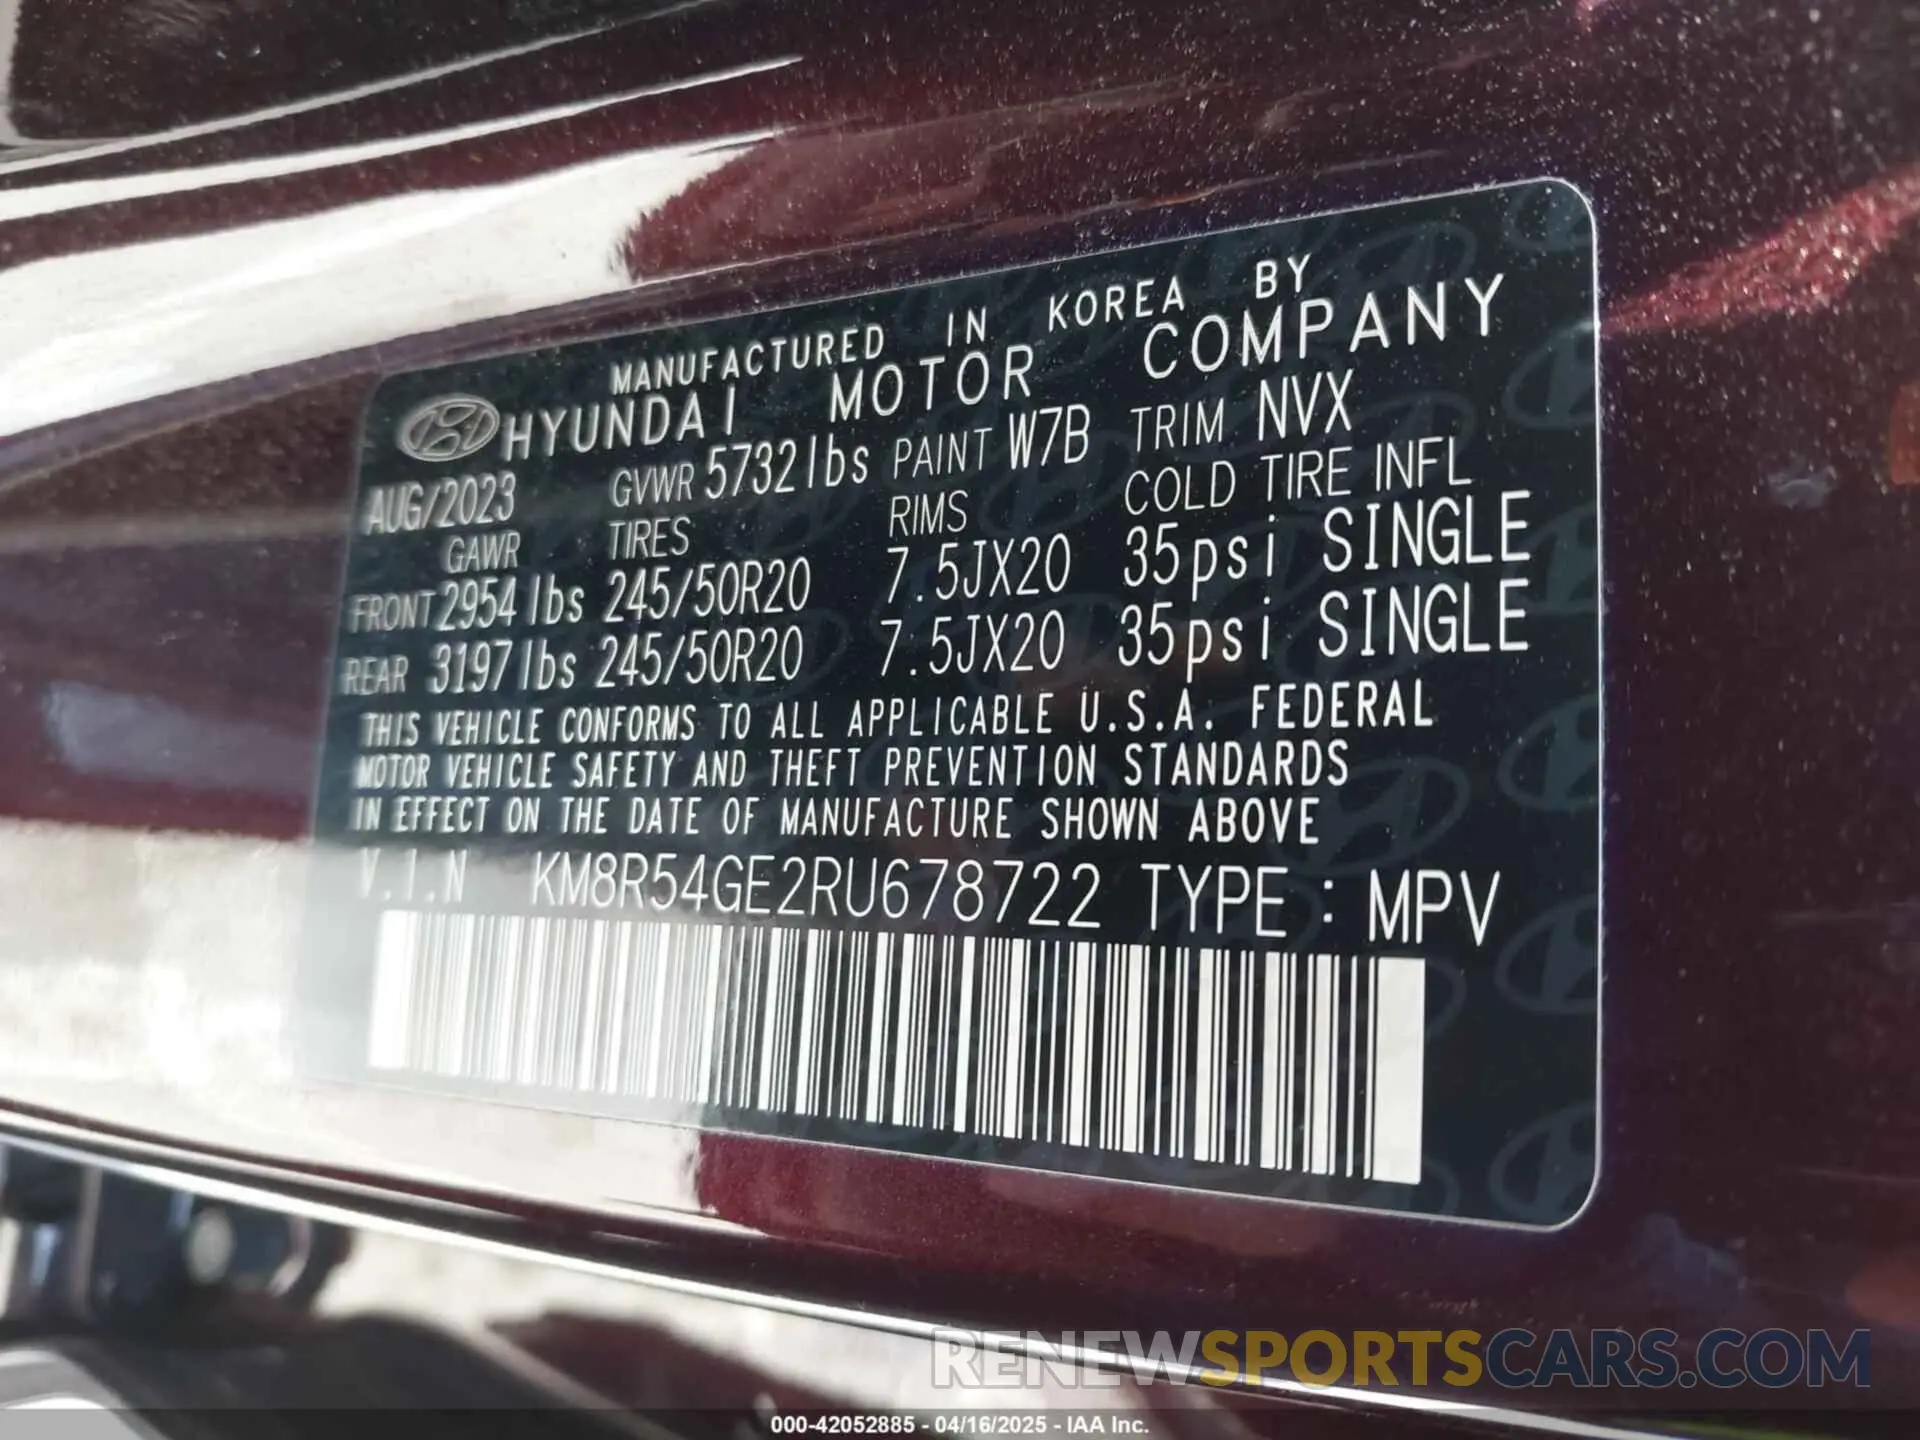 MANUFACTURED IN KOREA BY
HYUNDAI MOTOR COMPANY
AUG/2023 GVWR 5732lbs PAINT W7B TRIM NVX
GAWR TIRES RIMS COLD TIRE INFL
FRONT 2954lbs 245/50R20 7.5JX20 35psi SINGLE
REAR 3197lbs 245/50R20 7.5JX20 35psi SINGLE
THIS VEHICLE CONFORMS TO ALL APPLICABLE U.S.A. FEDERAL
MOTOR VEHICLE SAFETY AND THEFT PREVENTION STANDARDS
IN EFFECT ON THE DATE OF MANUFACTURE SHOWN ABOVE
V.I.N KM8R54GE2RU678722 TYPE : MPV
RENEWSPORTSCARS.COM
000-42052885 - 04/16/2025 - IAA Inc.